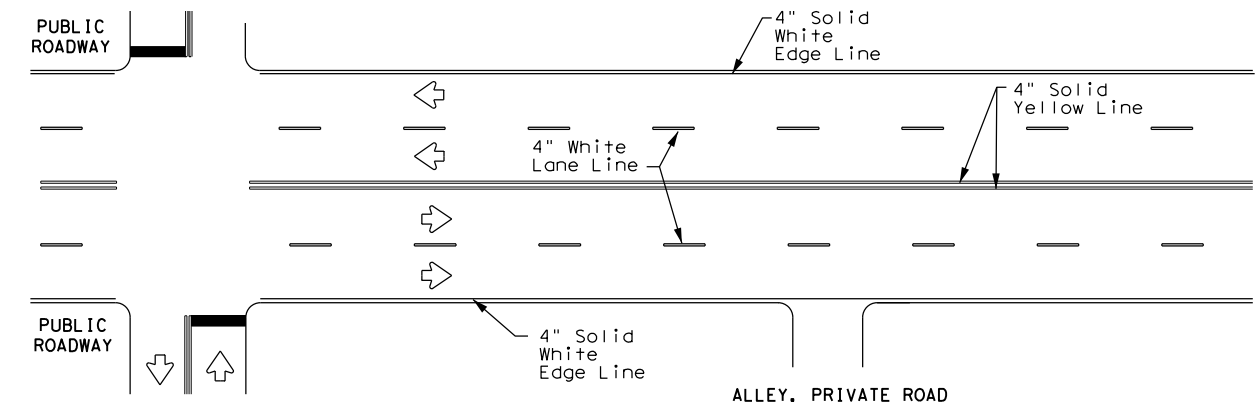 PUBLIC
ROADWAY
4" Solid
White
Edge Line
4" Solid
Yellow Line
4" White
Lane Line
PUBLIC
ROADWAY
4" Solid
White
Edge Line
ALLEY, PRIVATE ROAD